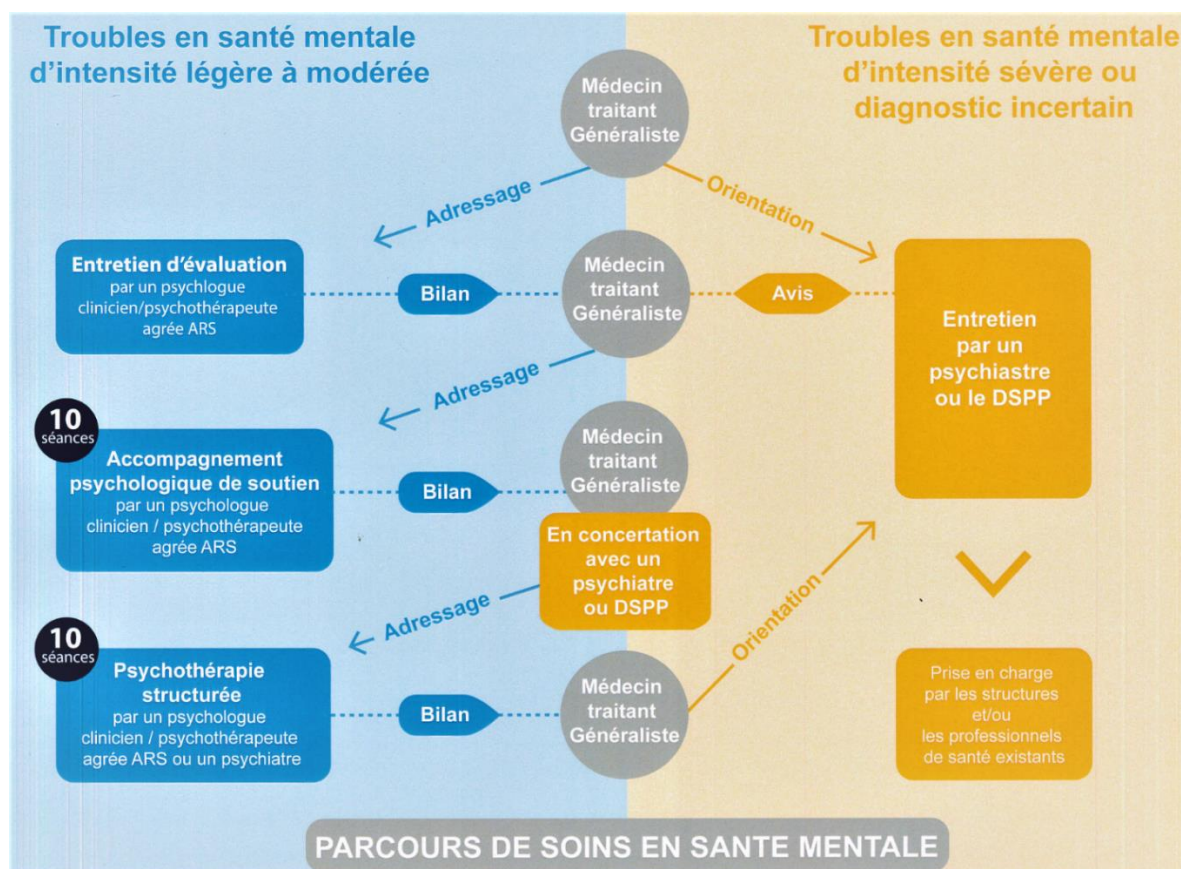 Troubles en santé mentale
d'intensité légère à modérée
Troubles en santé mentale
d'intensité sévère ou
diagnostic incertain
Médecin
traitant
Généraliste
Adressage
Orientation
Entretien d'évaluation
par un psychlogue
clinicien/psychothérapeute
agrée ARS
Bilan
Médecin
traitant
Généraliste
Avis
Entretien
par un
psychiastre
ou le DSPP
Adressage
10
séances
Accompagnement
psychologique de soutien
par un psychologue
clinicien / psychothérapeute
agrée ARS
Bilan
Médecin
traitant
Généraliste
En concertation
avec un
psychiatre
ou DSPP
Adressage
Orientation
10
séances
Psychothérapie
structurée
par un psychologue
clinicien / psychothérapeute
agrée ARS ou un psychiatre
Bilan
Médecin
traitant
Généraliste
Prise en charge
par les structures
et/ou
les professionnels
de santé existants
PARCOURS DE SOINS EN SANTE MENTALE